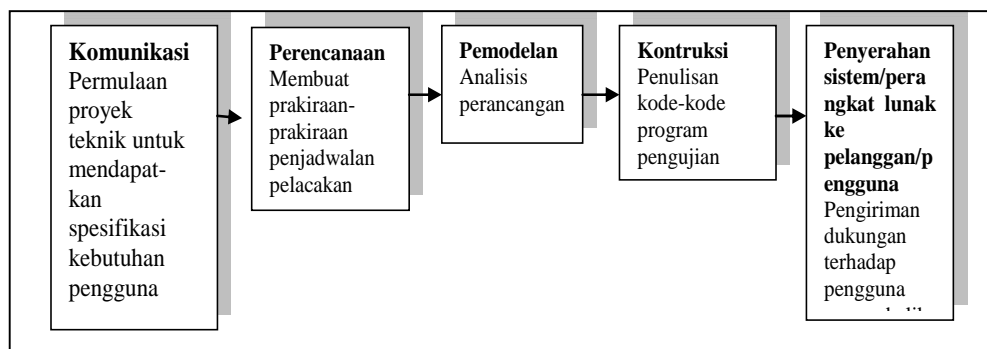 Komunikasi
Permulaan
proyek
teknik untuk
mendapat-
kan
spesifikasi
kebutuhan
pengguna
Perencanaan
Membuat
prakiraan-
prakiraan
penjadwalan
pelacakan
Pemodelan
Analisis
perancangan
Kontruksi
Penulisan
kode-kode
program
pengujian
Penyerahan
sistem/pera
ngkat lunak
ke
pelanggan/p
engguna
Pengiriman
dukungan
terhadap
pengguna